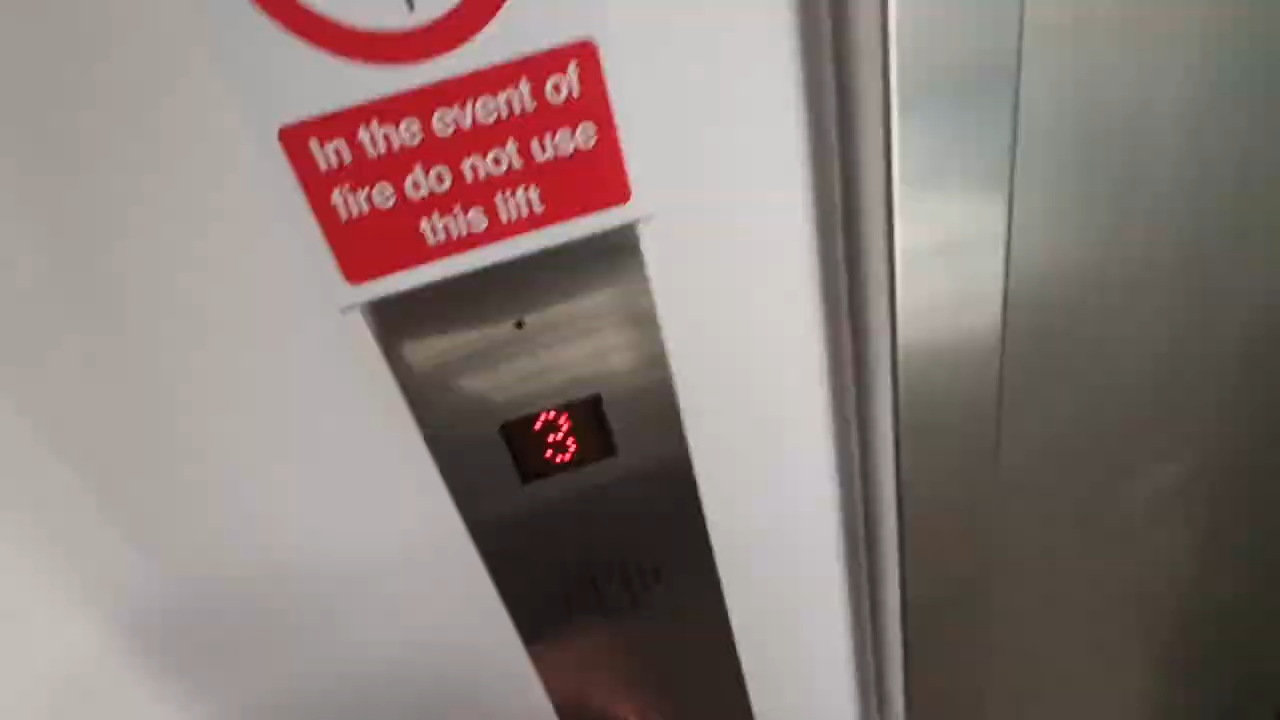 In the event of
fire do not use
this lift
3